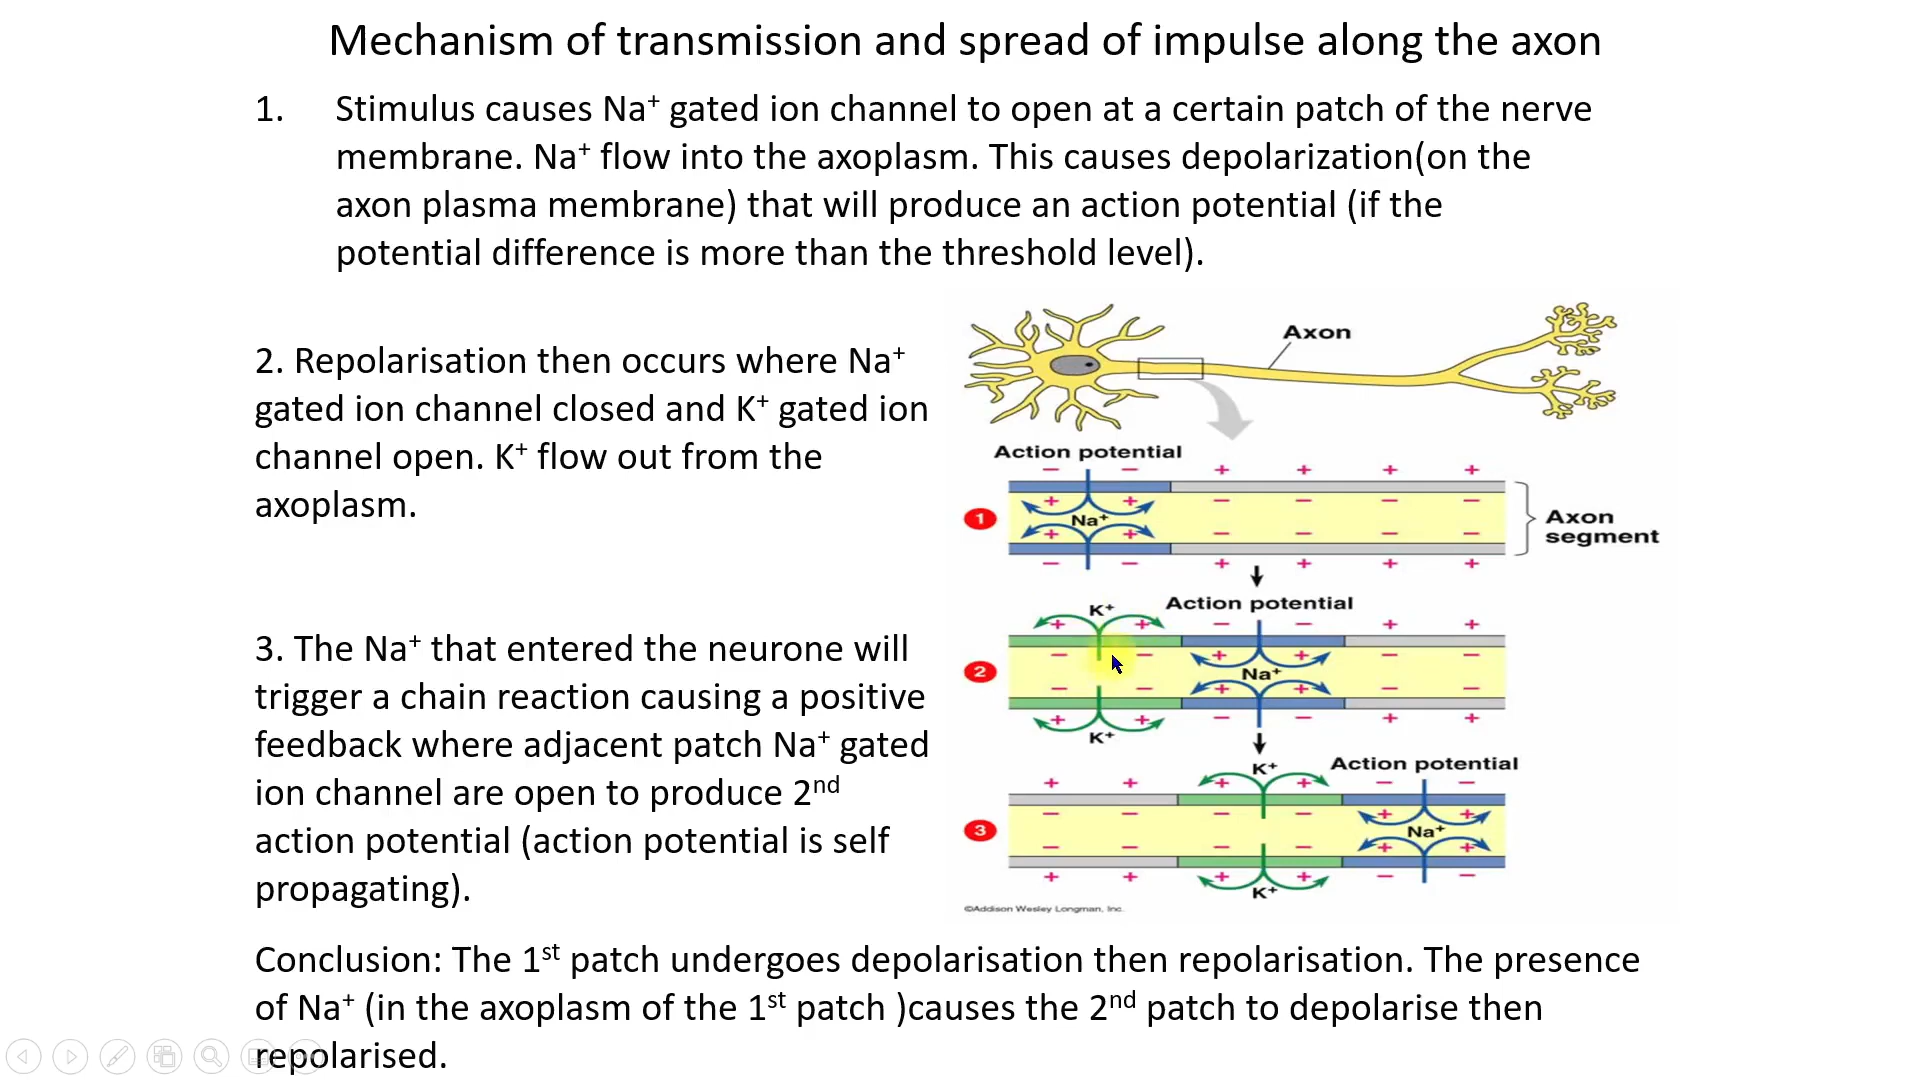 Mechanism of transmission and spread of impulse along the axon
1. Stimulus causes Na⁺ gated ion channel to open at a certain patch of the nerve
membrane. Na⁺ flow into the axoplasm. This causes depolarization(on the
axon plasma membrane) that will produce an action potential (if the
potential difference is more than the threshold level).
2. Repolarisation then occurs where Na⁺
gated ion channel closed and K⁺ gated ion
channel open. K⁺ flow out from the
axoplasm.
3. The Na⁺ that entered the neurone will
trigger a chain reaction causing a positive
feedback where adjacent patch Na⁺ gated
ion channel are open to produce 2ⁿᵈ
action potential (action potential is self
propagating).
Axon
Action potential
− − + + + +
+ + − − − −
1 Na⁺
Axon
segment
+ + − − − −
− − + + + +
K⁺ Action potential
+ + − − + +
− − + + − −
2 Na⁺
− − + + − −
+ + − − + +
K⁺
K⁺ Action potential
+ + + + − −
− − − − + +
3 Na⁺
− − − − + +
+ + + + − −
K⁺
©Addison Wesley Longman, Inc.
Conclusion: The 1ˢᵗ patch undergoes depolarisation then repolarisation. The presence
of Na⁺ (in the axoplasm of the 1ˢᵗ patch )causes the 2ⁿᵈ patch to depolarise then
repolarised.